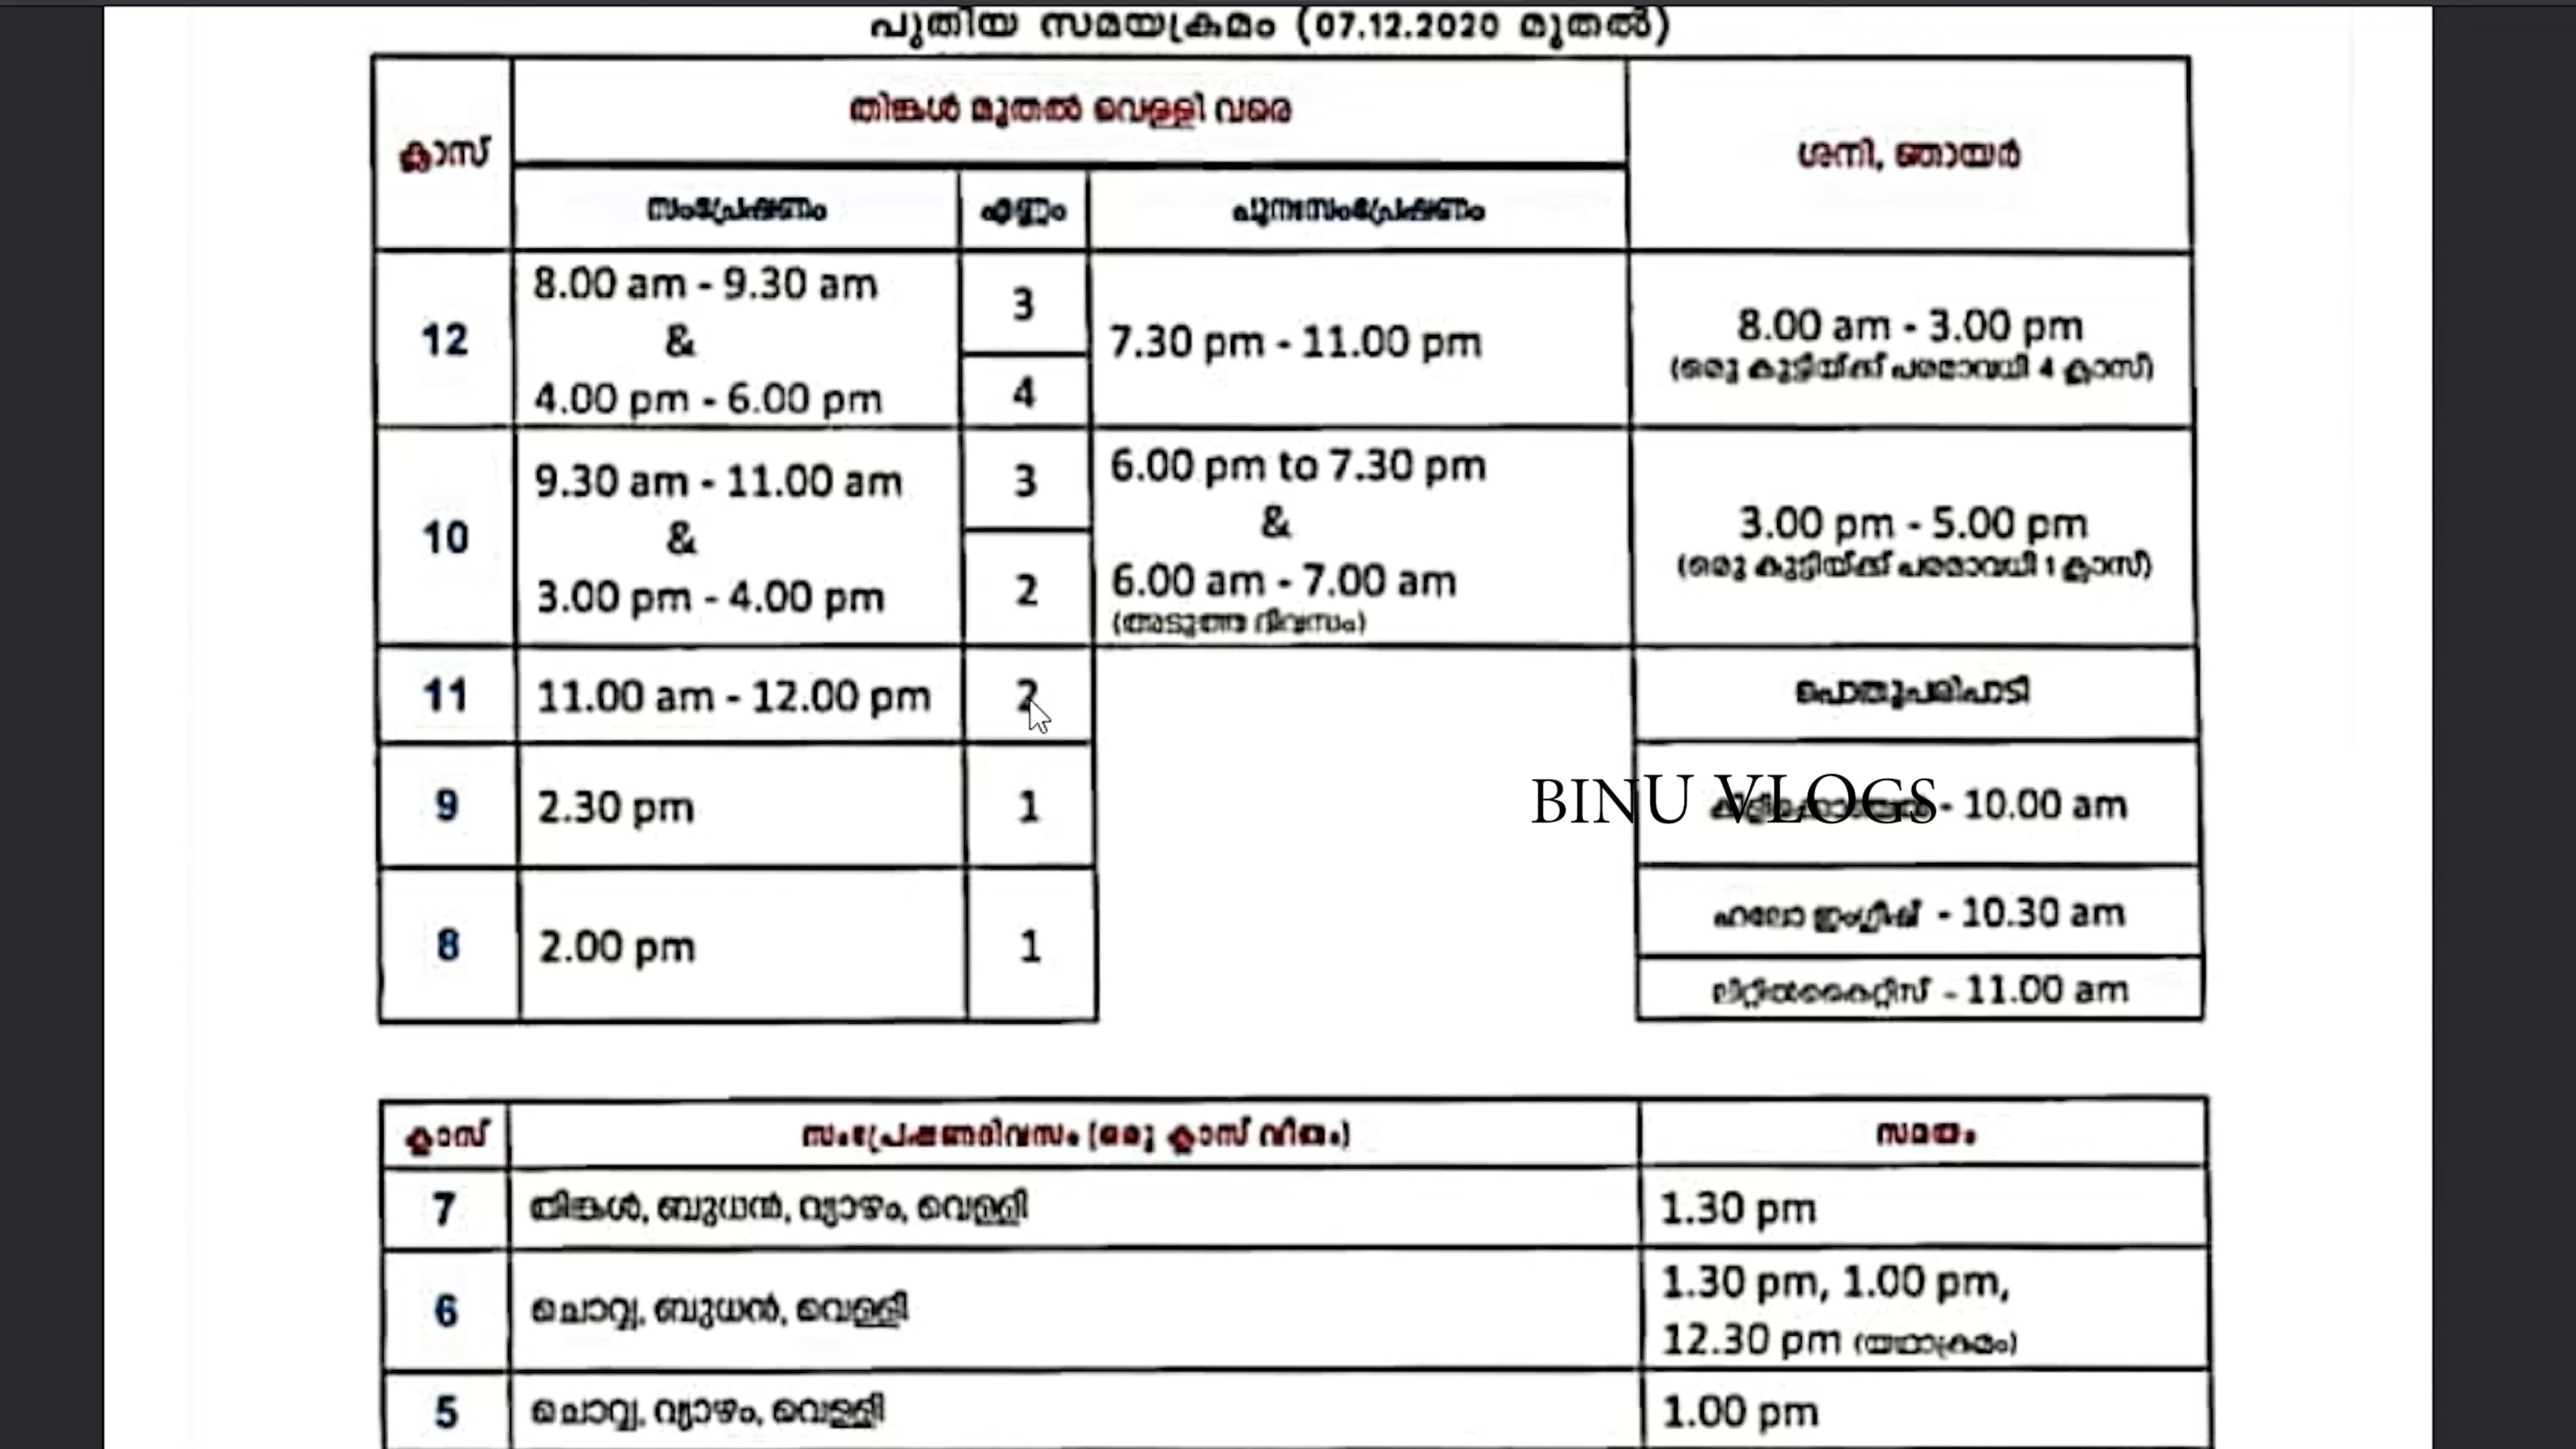 പുതിയ സമയക്രമം (07.12.2020 മുതൽ)
ക്ലാസ്
തിങ്കൾ മുതൽ വെള്ളി വരെ
ശനി, ഞായർ
സംപ്രേഷണം
എണ്ണം
പുനഃസംപ്രേഷണം
12
8.00 am - 9.30 am
&
4.00 pm - 6.00 pm
3
4
7.30 pm - 11.00 pm
8.00 am - 3.00 pm
(ഒരു കുട്ടിയ്ക്ക് പരമാവധി 4 ക്ലാസ്)
10
9.30 am - 11.00 am
&
3.00 pm - 4.00 pm
3
2
6.00 pm to 7.30 pm
&
6.00 am - 7.00 am
(അടുത്ത ദിവസം)
3.00 pm - 5.00 pm
(ഒരു കുട്ടിയ്ക്ക് പരമാവധി 1 ക്ലാസ്)
11
11.00 am - 12.00 pm
2
പൊതുപരിപാടി
9
2.30 pm
1
BINU VLOGS
- 10.00 am
8
2.00 pm
1
ഹലോ ഇംഗ്ലീഷ് - 10.30 am
ലിറ്റിൽകൈറ്റ്സ് - 11.00 am
ക്ലാസ്
സംപ്രേഷണദിവസം (ഒരു ക്ലാസ് വീതം)
സമയം
7
തിങ്കൾ, ബുധൻ, വ്യാഴം, വെള്ളി
1.30 pm
6
ചൊവ്വ, ബുധൻ, വെള്ളി
1.30 pm, 1.00 pm,
12.30 pm (യഥാക്രമം)
5
ചൊവ്വ, വ്യാഴം, വെള്ളി
1.00 pm